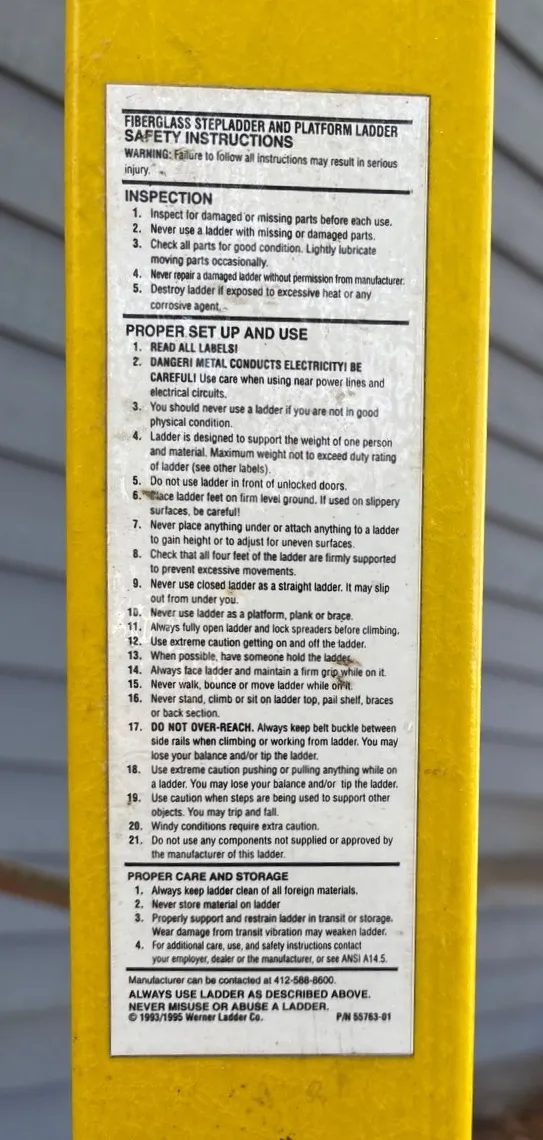 FIBERGLASS STEPLADDER AND PLATFORM LADDER
SAFETY INSTRUCTIONS
WARNING: Failure to follow all instructions may result in serious
injury.
INSPECTION
1. Inspect for damaged or missing parts before each use.
2. Never use a ladder with missing or damaged parts.
3. Check all parts for good condition. Lightly lubricate
moving parts occasionally.
4. Never repair a damaged ladder without permission from manufacturer.
5. Destroy ladder if exposed to excessive heat or any
corrosive agent.
PROPER SET UP AND USE
1. READ ALL LABELS!
2. DANGER! METAL CONDUCTS ELECTRICITY! BE
CAREFUL! Use care when using near power lines and
electrical circuits.
3. You should never use a ladder if you are not in good
physical condition.
4. Ladder is designed to support the weight of one person
and material. Maximum weight not to exceed duty rating
of ladder (see other labels).
5. Do not use ladder in front of unlocked doors.
6. Place ladder feet on firm level ground. If used on slippery
surfaces, be careful!
7. Never place anything under or attach anything to a ladder
to gain height or to adjust for uneven surfaces.
8. Check that all four feet of the ladder are firmly supported
to prevent excessive movements.
9. Never use closed ladder as a straight ladder. It may slip
out from under you.
10. Never use ladder as a platform, plank or brace.
11. Always fully open ladder and lock spreaders before climbing.
12. Use extreme caution getting on and off the ladder.
13. When possible, have someone hold the ladder.
14. Always face ladder and maintain a firm grip while on it.
15. Never walk, bounce or move ladder while on it.
16. Never stand, climb or sit on ladder top, pail shelf, braces
or back section.
17. DO NOT OVER-REACH. Always keep belt buckle between
side rails when climbing or working from ladder. You may
lose your balance and/or tip the ladder.
18. Use extreme caution pushing or pulling anything while on
a ladder. You may lose your balance and/or tip the ladder.
19. Use caution when steps are being used to support other
objects. You may trip and fall.
20. Windy conditions require extra caution.
21. Do not use any components not supplied or approved by
the manufacturer of this ladder.
PROPER CARE AND STORAGE
1. Always keep ladder clean of all foreign materials.
2. Never store material on ladder
3. Properly support and restrain ladder in transit or storage.
Wear damage from transit vibration may weaken ladder.
4. For additional care, use, and safety instructions contact
your employer, dealer or the manufacturer, or see ANSI A14.5.
Manufacturer can be contacted at 412-588-8600.
ALWAYS USE LADDER AS DESCRIBED ABOVE.
NEVER MISUSE OR ABUSE A LADDER.
© 1993/1995 Werner Ladder Co. P/N 55763-01